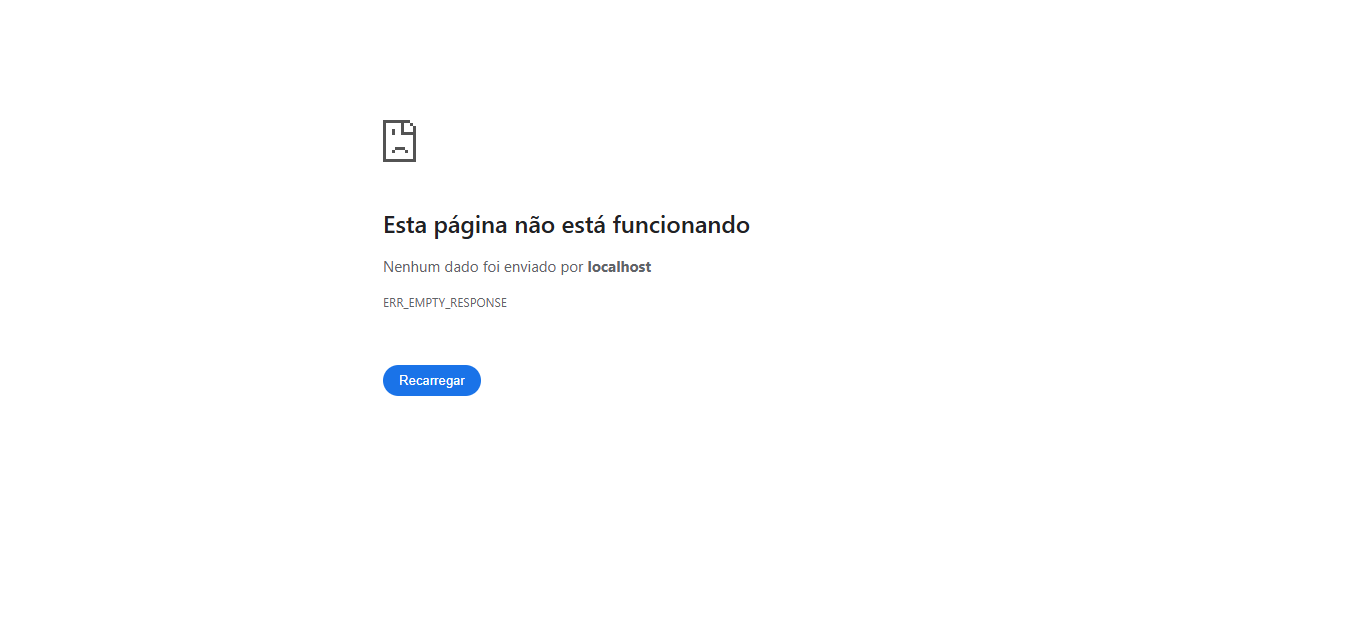 Esta página não está funcionando
Nenhum dado foi enviado por localhost
ERR_EMPTY_RESPONSE
Recarregar